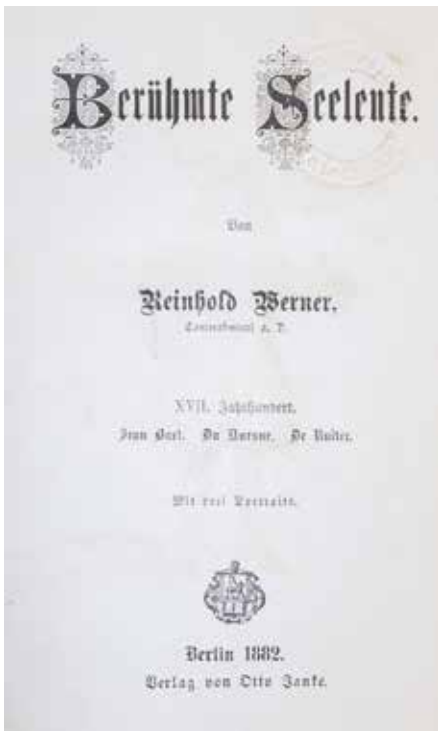 Berühmte Seeleute.
Von
Reinhold Werner,
Contreadmiral a. D.
XVII. Jahrhundert.
Jean Bart. Du Quesne. De Ruiter.
Mit drei Portraits.
Berlin 1882.
Verlag von Otto Janke.